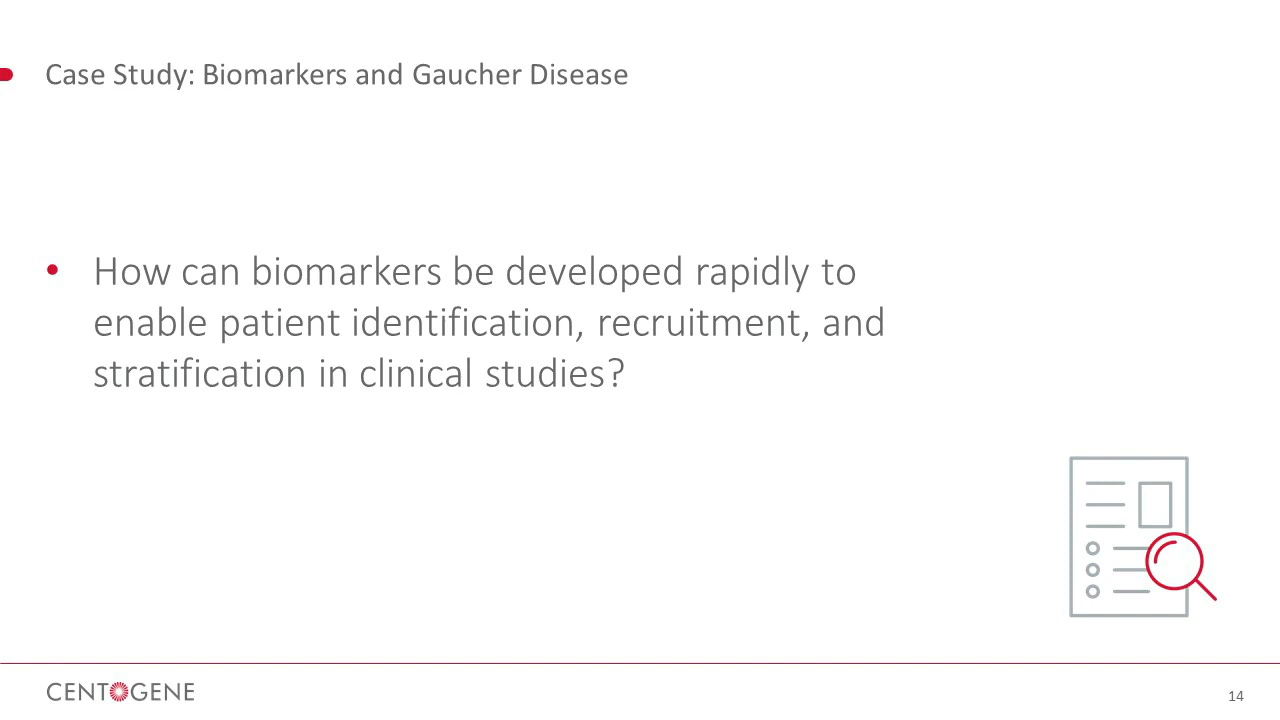 Case Study: Biomarkers and Gaucher Disease
• How can biomarkers be developed rapidly to
enable patient identification, recruitment, and
stratification in clinical studies?
CENTOGENE
14